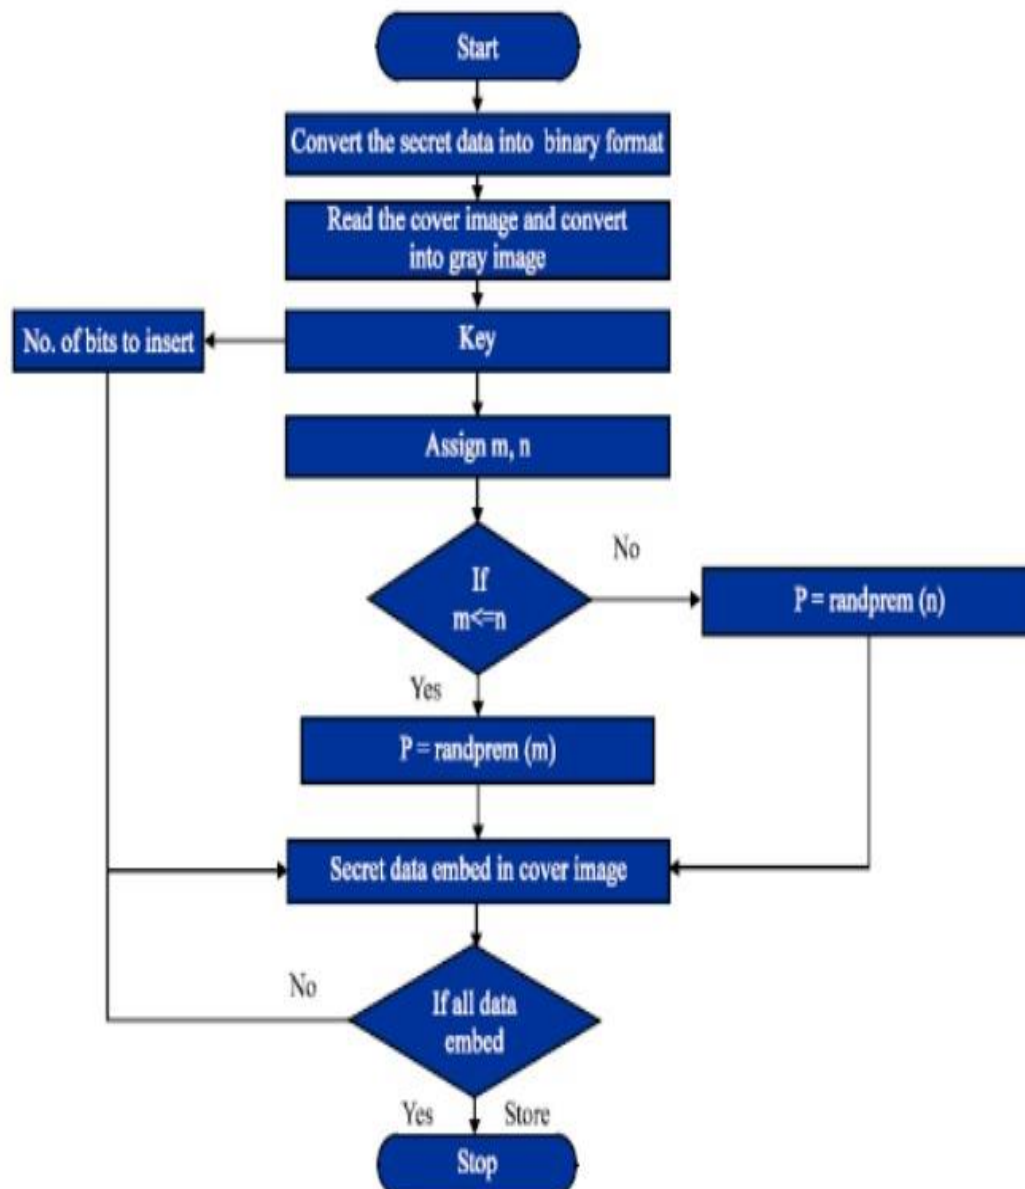 Start
Convert the secret data into binary format
Read the cover image and convert
into gray image
No. of bits to insert
Key
Assign m, n
If
m<=n
No
P = randprem (n)
Yes
P = randprem (m)
Secret data embed in cover image
No
If all data
embed
Yes
Store
Stop